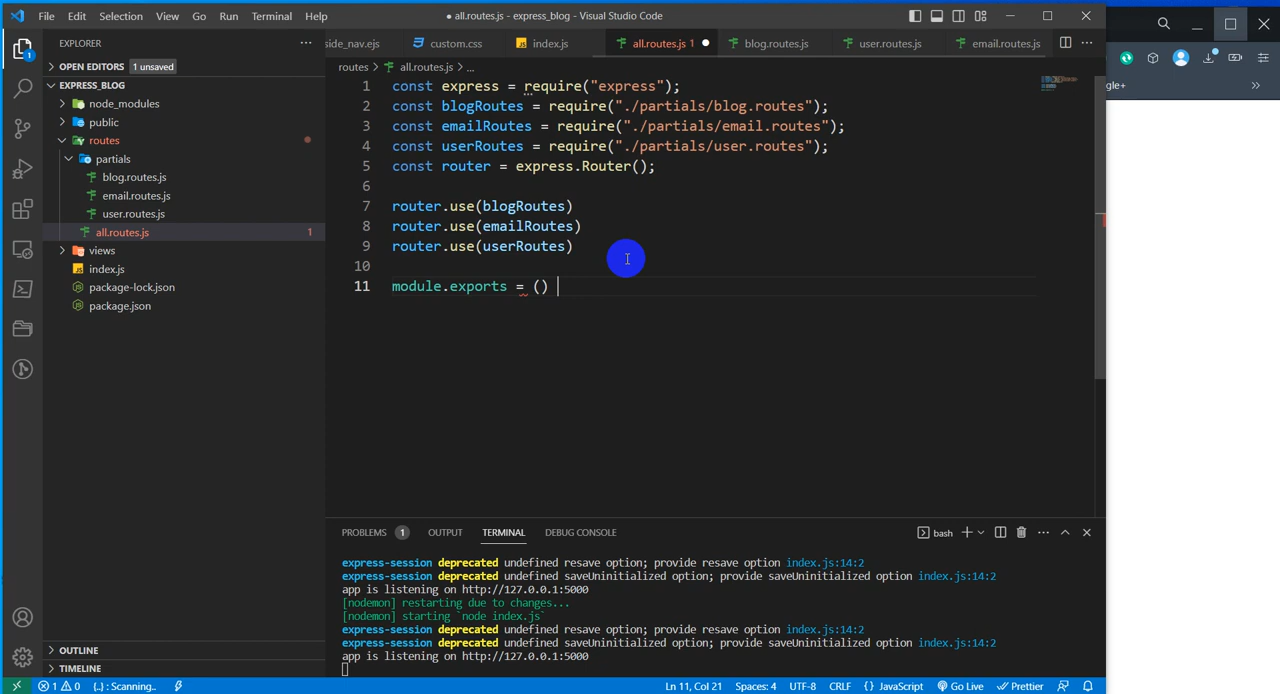 File Edit Selection View Go Run Terminal Help
● all.routes.js - express_blog - Visual Studio Code
EXPLORER
side_nav.ejs custom.css index.js all.routes.js 1 blog.routes.js user.routes.js email.routes.js
OPEN EDITORS 1 unsaved
routes > all.routes.js > ...
gle+
EXPRESS_BLOG
node_modules
public
routes
partials
blog.routes.js
email.routes.js
user.routes.js
all.routes.js 1
views
index.js
package-lock.json
package.json
1 const express = require("express");
2 const blogRoutes = require("./partials/blog.routes");
3 const emailRoutes = require("./partials/email.routes");
4 const userRoutes = require("./partials/user.routes");
5 const router = express.Router();
6
7 router.use(blogRoutes)
8 router.use(emailRoutes)
9 router.use(userRoutes)
10
11 module.exports = ()
PROBLEMS 1 OUTPUT TERMINAL DEBUG CONSOLE
bash
express-session deprecated undefined resave option; provide resave option index.js:14:2
express-session deprecated undefined saveUninitialized option; provide saveUninitialized option index.js:14:2
app is listening on http://127.0.0.1:5000
[nodemon] restarting due to changes...
[nodemon] starting `node index.js`
express-session deprecated undefined resave option; provide resave option index.js:14:2
express-session deprecated undefined saveUninitialized option; provide saveUninitialized option index.js:14:2
app is listening on http://127.0.0.1:5000
OUTLINE
TIMELINE
1 0 {..} : Scanning.. Ln 11, Col 21 Spaces: 4 UTF-8 CRLF {} JavaScript Go Live Prettier